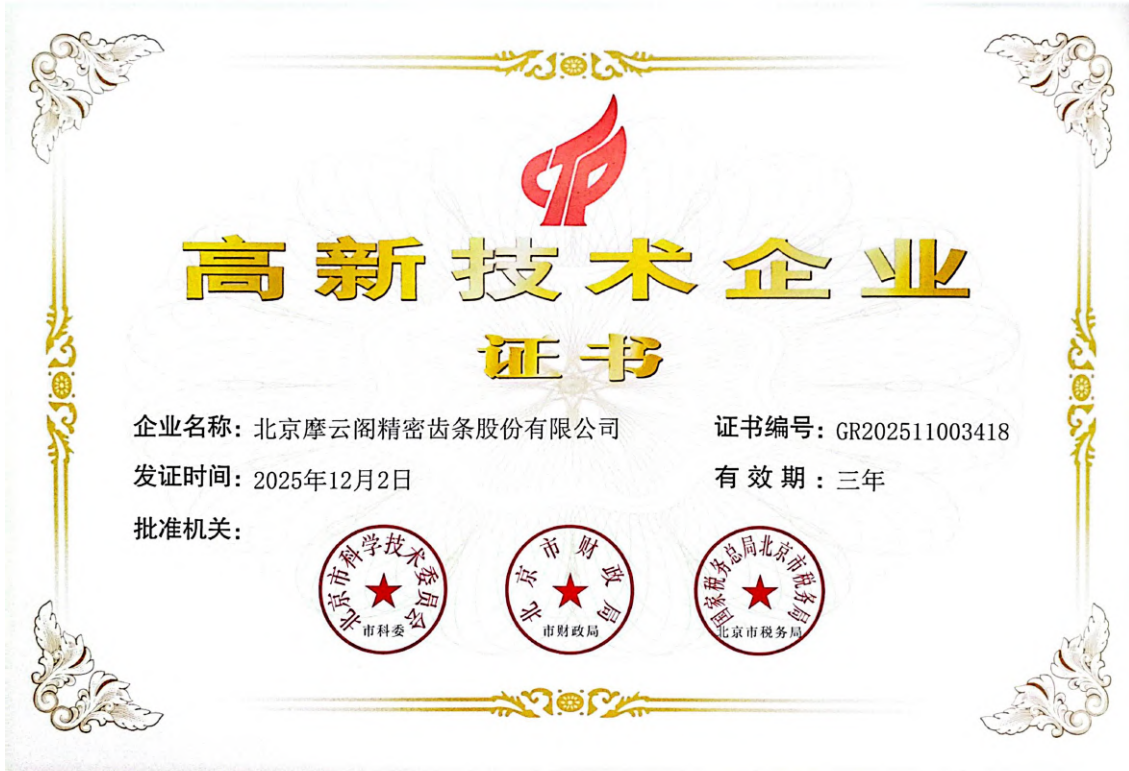 高新技术企业
证书
企业名称：北京摩云阁精密齿条股份有限公司
证书编号：GR202511003418
发证时间：2025年12月2日
有效期：三年
批准机关：
北京市科学技术委员会
市科委
北京市财政局
市财政局
国家税务总局北京市税务局
北京市税务局